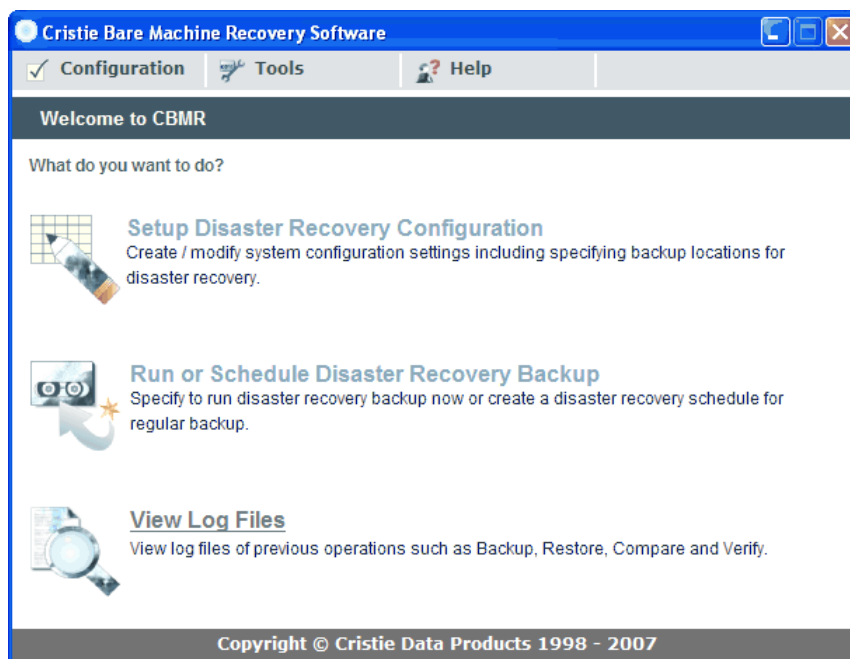 Cristie Bare Machine Recovery Software
Configuration Tools Help
Welcome to CBMR
What do you want to do?
Setup Disaster Recovery Configuration
Create / modify system configuration settings including specifying backup locations for
disaster recovery.
Run or Schedule Disaster Recovery Backup
Specify to run disaster recovery backup now or create a disaster recovery schedule for
regular backup.
View Log Files
View log files of previous operations such as Backup, Restore, Compare and Verify.
Copyright © Cristie Data Products 1998 - 2007